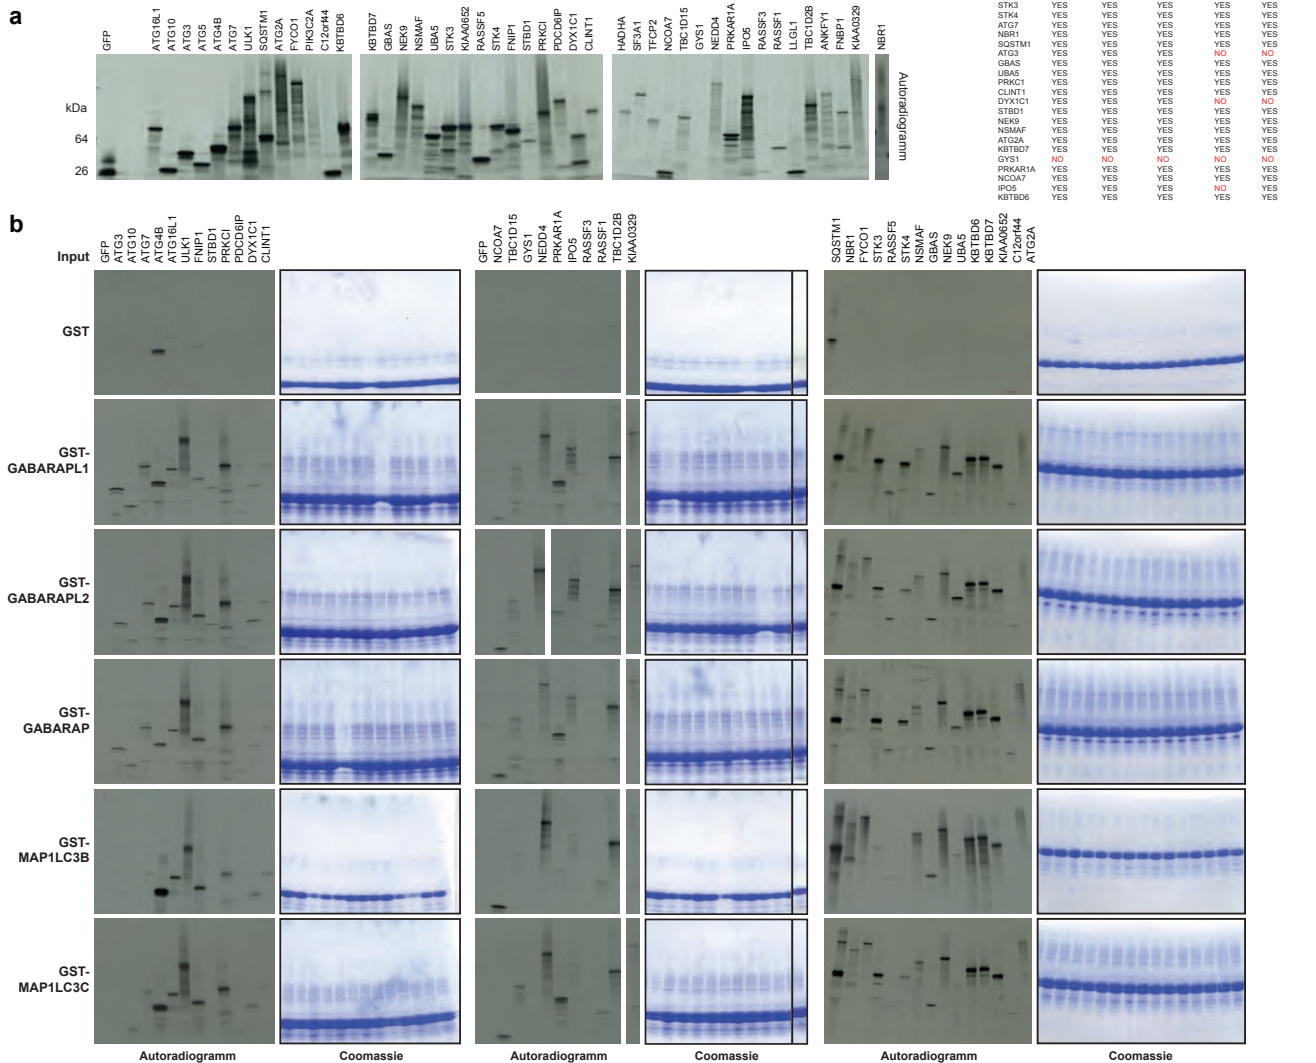 a
GFP
ATG16L1
ATG10
ATG3
ATG5
ATG4B
ATG7
ULK1
SQSTM1
ATG2A
FYCO1
PIK3C2A
C12orf44
KBTBD6
KBTBD7
GBAS
NEK9
NSMAF
UBA5
STK3
KIAA0652
RASSF5
STK4
FNIP1
STBD1
PRKCI
PDCD6IP
DYX1C1
CLINT1
HADHA
SF3A1
TFCP2
NCOA7
TBC1D15
GYS1
NEDD4
PRKAR1A
IPO5
RASSF3
RASSF1
LLGL1
TBC1D2B
ANKFY1
FNBP1
KIAA0329
NBR1
kDa
64
26
Autoradiogramm
STK3 YES YES YES YES YES
STK4 YES YES YES YES YES
ATG7 YES YES YES YES YES
NBR1 YES YES YES YES YES
SQSTM1 YES YES YES YES YES
ATG3 YES YES YES NO NO
GBAS YES YES YES YES YES
UBA5 YES YES YES YES YES
PRKC1 YES YES YES YES YES
CLINT1 YES YES YES YES YES
DYX1C1 YES YES YES NO NO
STBD1 YES YES YES YES YES
NEK9 YES YES YES YES YES
NSMAF YES YES YES YES YES
ATG2A YES YES YES YES YES
KBTBD7 YES YES YES YES YES
GYS1 NO NO NO NO NO
PRKAR1A YES YES YES YES YES
NCOA7 YES YES YES YES YES
IPO5 YES YES YES NO YES
KBTBD6 YES YES YES YES YES
b
Input
GFP
ATG3
ATG10
ATG7
ATG4B
ATG16L1
ULK1
FNIP1
STBD1
PRKCI
PDCD6IP
DYX1C1
CLINT1
GFP
NCOA7
TBC1D15
GYS1
NEDD4
PRKAR1A
IPO5
RASSF3
RASSF1
TBC1D2B
KIAA0329
SQSTM1
NBR1
FYCO1
STK3
RASSF5
STK4
NSMAF
GBAS
NEK9
UBA5
KBTBD6
KBTBD7
KIAA0652
C12orf44
ATG2A
GST
GST-
GABARAPL1
GST-
GABARAPL2
GST-
GABARAP
GST-
MAP1LC3B
GST-
MAP1LC3C
Autoradiogramm Coomassie Autoradiogramm Coomassie Autoradiogramm Coomassie